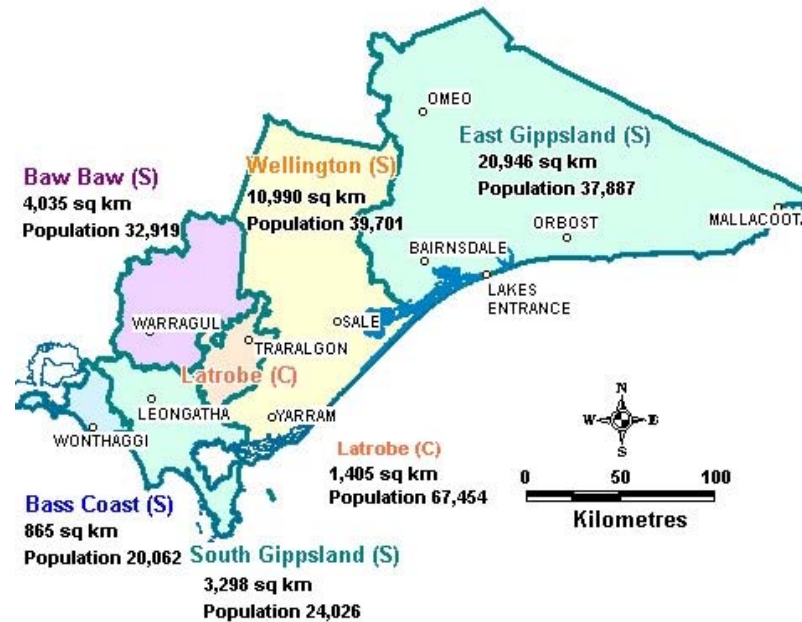 OMEO
East Gippsland (S)
20,946 sq km
Population 37,887
Wellington (S)
10,990 sq km
Population 39,701
Baw Baw (S)
4,035 sq km
Population 32,919
MALLACOOTA
ORBOST
BAIRNSDALE
LAKES
ENTRANCE
WARRAGUL
SALE
TRARALGON
Latrobe (C)
LEONGATHA
YARRAM
WONTHAGGI
N
W E
S
Latrobe (C)
1,405 sq km
Population 67,454
0 50 100
Kilometres
Bass Coast (S)
865 sq km
Population 20,062
South Gippsland (S)
3,298 sq km
Population 24,026